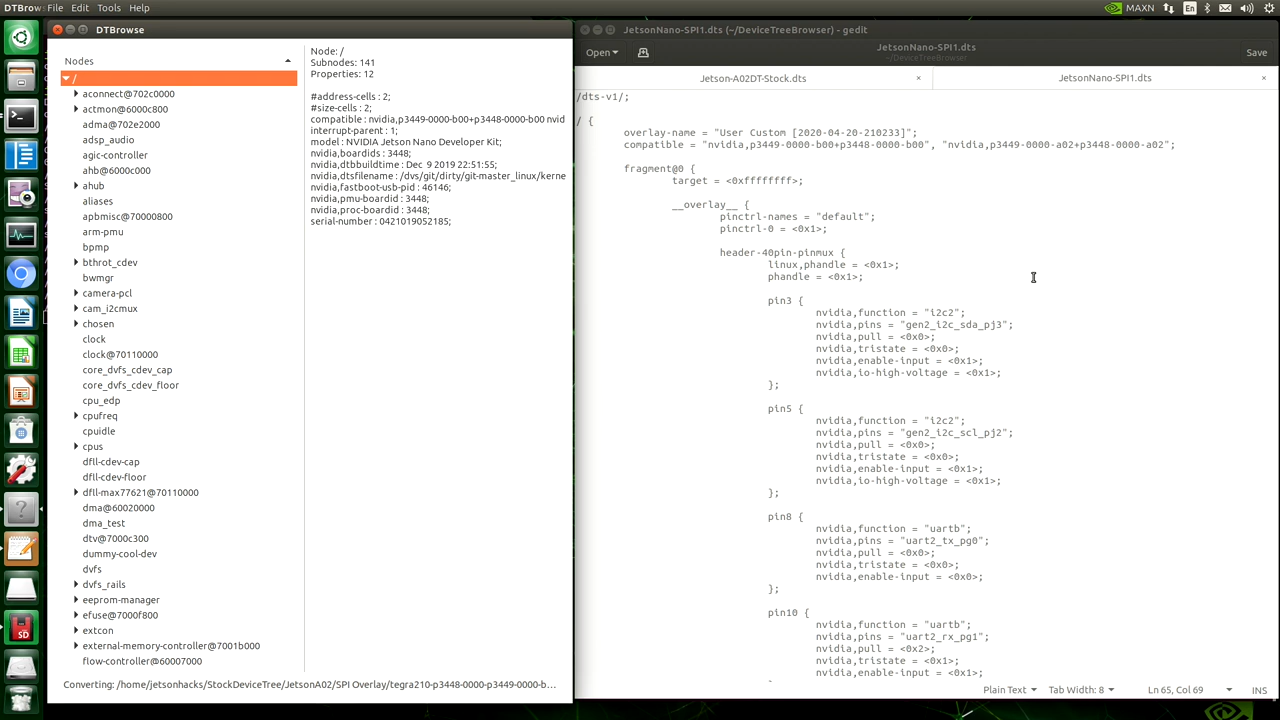 DTBrow File Edit Tools Help
MAXN En
DTBrowse
Nodes
/
aconnect@702c0000
actmon@6000c800
adma@702e2000
adsp_audio
agic-controller
ahb@6000c000
ahub
aliases
apbmisc@70000800
arm-pmu
bpmp
bthrot_cdev
bwmgr
camera-pcl
cam_i2cmux
chosen
clock
clock@70110000
core_dvfs_cdev_cap
core_dvfs_cdev_floor
cpu_edp
cpufreq
cpuidle
cpus
dfll-cdev-cap
dfll-cdev-floor
dfll-max77621@70110000
dma@60020000
dma_test
dtv@7000c300
dummy-cool-dev
dvfs
dvfs_rails
eeprom-manager
efuse@7000f800
extcon
external-memory-controller@7001b000
flow-controller@60007000
Node: /
Subnodes: 141
Properties: 12
#address-cells : 2;
#size-cells : 2;
compatible : nvidia,p3449-0000-b00+p3448-0000-b00 nvid
interrupt-parent : 1;
model : NVIDIA Jetson Nano Developer Kit;
nvidia,boardids : 3448;
nvidia,dtbbuildtime : Dec 9 2019 22:51:55;
nvidia,dtsfilename : /dvs/git/dirty/git-master_linux/kerne
nvidia,fastboot-usb-pid : 46146;
nvidia,pmu-boardid : 3448;
nvidia,proc-boardid : 3448;
serial-number : 0421019052185;
Converting: /home/jetsonhacks/StockDeviceTree/JetsonA02/SPI Overlay/tegra210-p3448-0000-p3449-0000-b...
JetsonNano-SPI1.dts (~/DeviceTreeBrowser) - gedit
Open
JetsonNano-SPI1.dts
~/DeviceTreeBrowser
Save
Jetson-A02DT-Stock.dts × JetsonNano-SPI1.dts ×
/dts-v1/;
/ {
overlay-name = "User Custom [2020-04-20-210233]";
compatible = "nvidia,p3449-0000-b00+p3448-0000-b00", "nvidia,p3449-0000-a02+p3448-0000-a02";
fragment@0 {
target = <0xffffffff>;
__overlay__ {
pinctrl-names = "default";
pinctrl-0 = <0x1>;
header-40pin-pinmux {
linux,phandle = <0x1>;
phandle = <0x1>;
pin3 {
nvidia,function = "i2c2";
nvidia,pins = "gen2_i2c_sda_pj3";
nvidia,pull = <0x0>;
nvidia,tristate = <0x0>;
nvidia,enable-input = <0x1>;
nvidia,io-high-voltage = <0x1>;
};
pin5 {
nvidia,function = "i2c2";
nvidia,pins = "gen2_i2c_scl_pj2";
nvidia,pull = <0x0>;
nvidia,tristate = <0x0>;
nvidia,enable-input = <0x1>;
nvidia,io-high-voltage = <0x1>;
};
pin8 {
nvidia,function = "uartb";
nvidia,pins = "uart2_tx_pg0";
nvidia,pull = <0x0>;
nvidia,tristate = <0x0>;
nvidia,enable-input = <0x0>;
};
pin10 {
nvidia,function = "uartb";
nvidia,pins = "uart2_rx_pg1";
nvidia,pull = <0x2>;
nvidia,tristate = <0x1>;
nvidia,enable-input = <0x1>;
Plain Text Tab Width: 8 Ln 65, Col 69 INS
SD